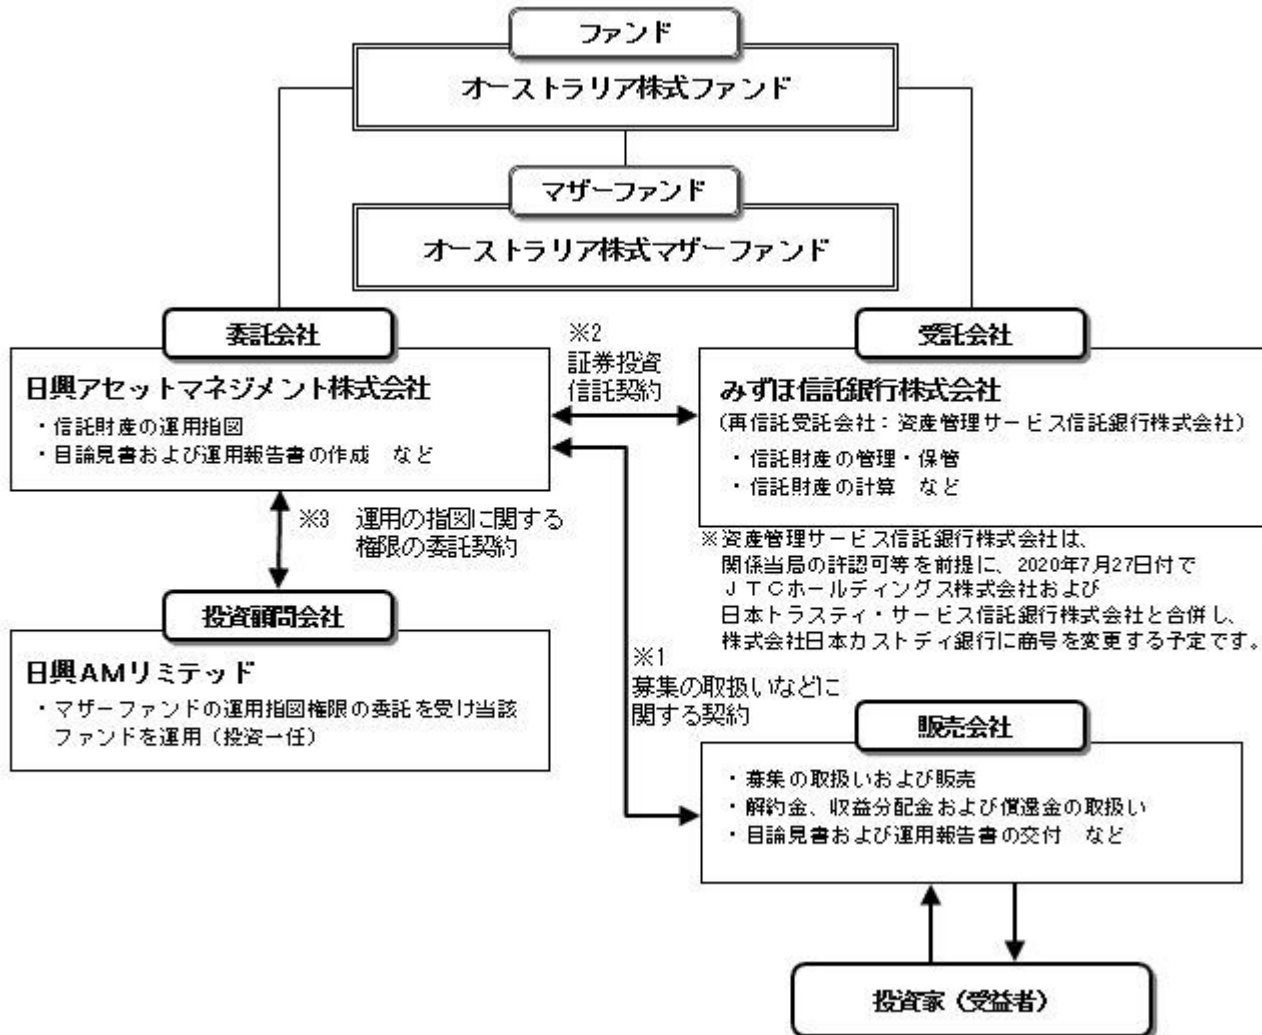 ファンド
オーストラリア株式ファンド
マザーファンド
オーストラリア株式マザーファンド
委託会社
日興アセットマネジメント株式会社
・信託財産の運用指図
・目論見書および運用報告書の作成　など
※2
証券投資
信託契約
受託会社
みずほ信託銀行株式会社
（再信託受託会社：資産管理サービス信託銀行株式会社）
・信託財産の管理・保管
・信託財産の計算　など
※資産管理サービス信託銀行株式会社は、
関係当局の許認可等を前提に、2020年7月27日付で
ＪＴＣホールディングス株式会社および
日本トラスティ・サービス信託銀行株式会社と合併し、
株式会社日本カストディ銀行に商号を変更する予定です。
※3　運用の指図に関する
権限の委託契約
投資顧問会社
日興AMリミテッド
・マザーファンドの運用指図権限の委託を受け当該
ファンドを運用（投資一任）
※1
募集の取扱いなどに
関する契約
販売会社
・募集の取扱いおよび販売
・解約金、収益分配金および償還金の取扱い
・目論見書および運用報告書の交付　など
投資家（受益者）